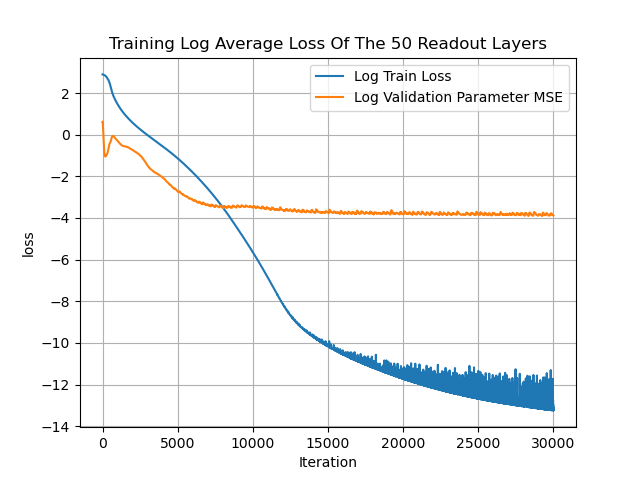 Training Log Average Loss Of The 50 Readout Layers
Log Train Loss
Log Validation Parameter MSE
2
0
−2
−4
−6
−8
−10
−12
−14
loss
0 5000 10000 15000 20000 25000 30000
Iteration